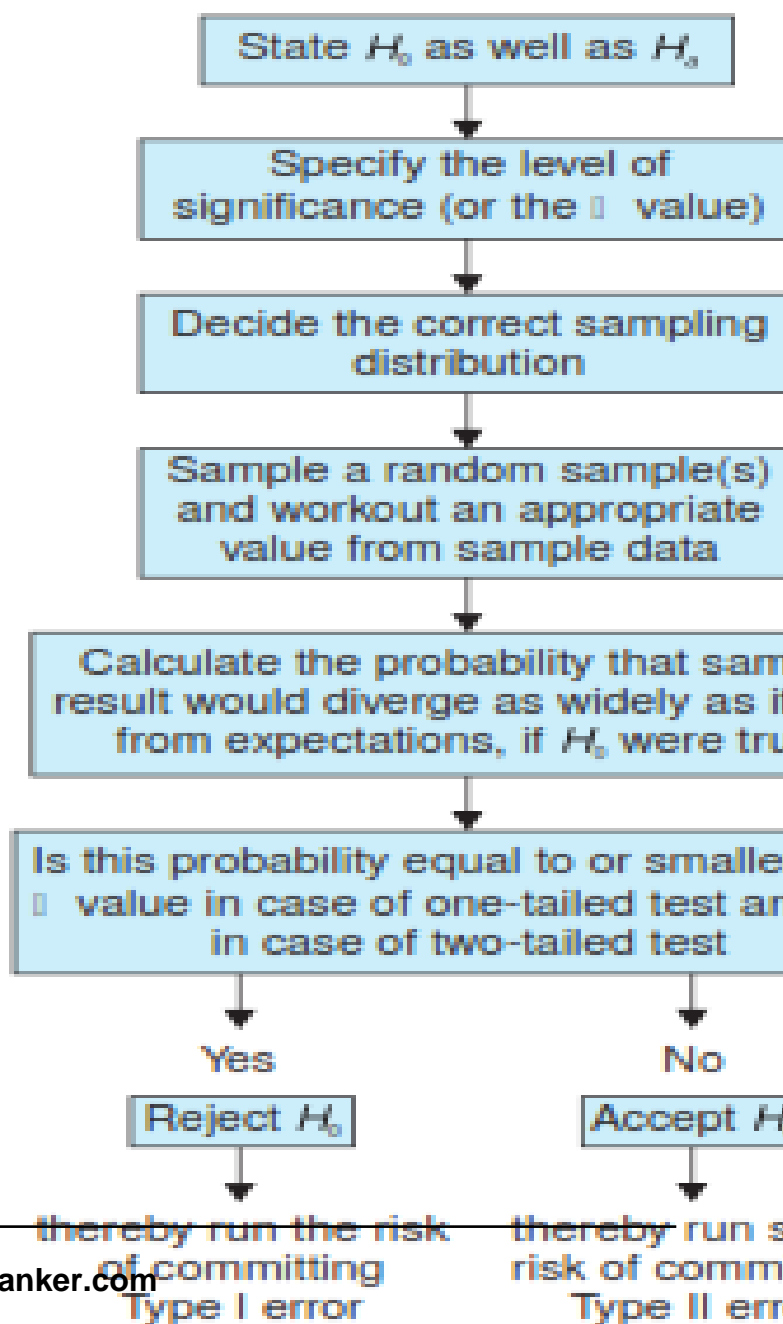 State H₀ as well as Hₐ
Specify the level of
significance (or the ▯ value)
Decide the correct sampling
distribution
Sample a random sample(s)
and workout an appropriate
value from sample data
Calculate the probability that sam
result would diverge as widely as i
from expectations, if H₀ were tru
Is this probability equal to or smalle
▯ value in case of one-tailed test a
in case of two-tailed test
Yes
No
Reject H₀
Accept H
thereby run the risk
of committing
Type I error
thereby run s
risk of comm
Type II err
anker.com